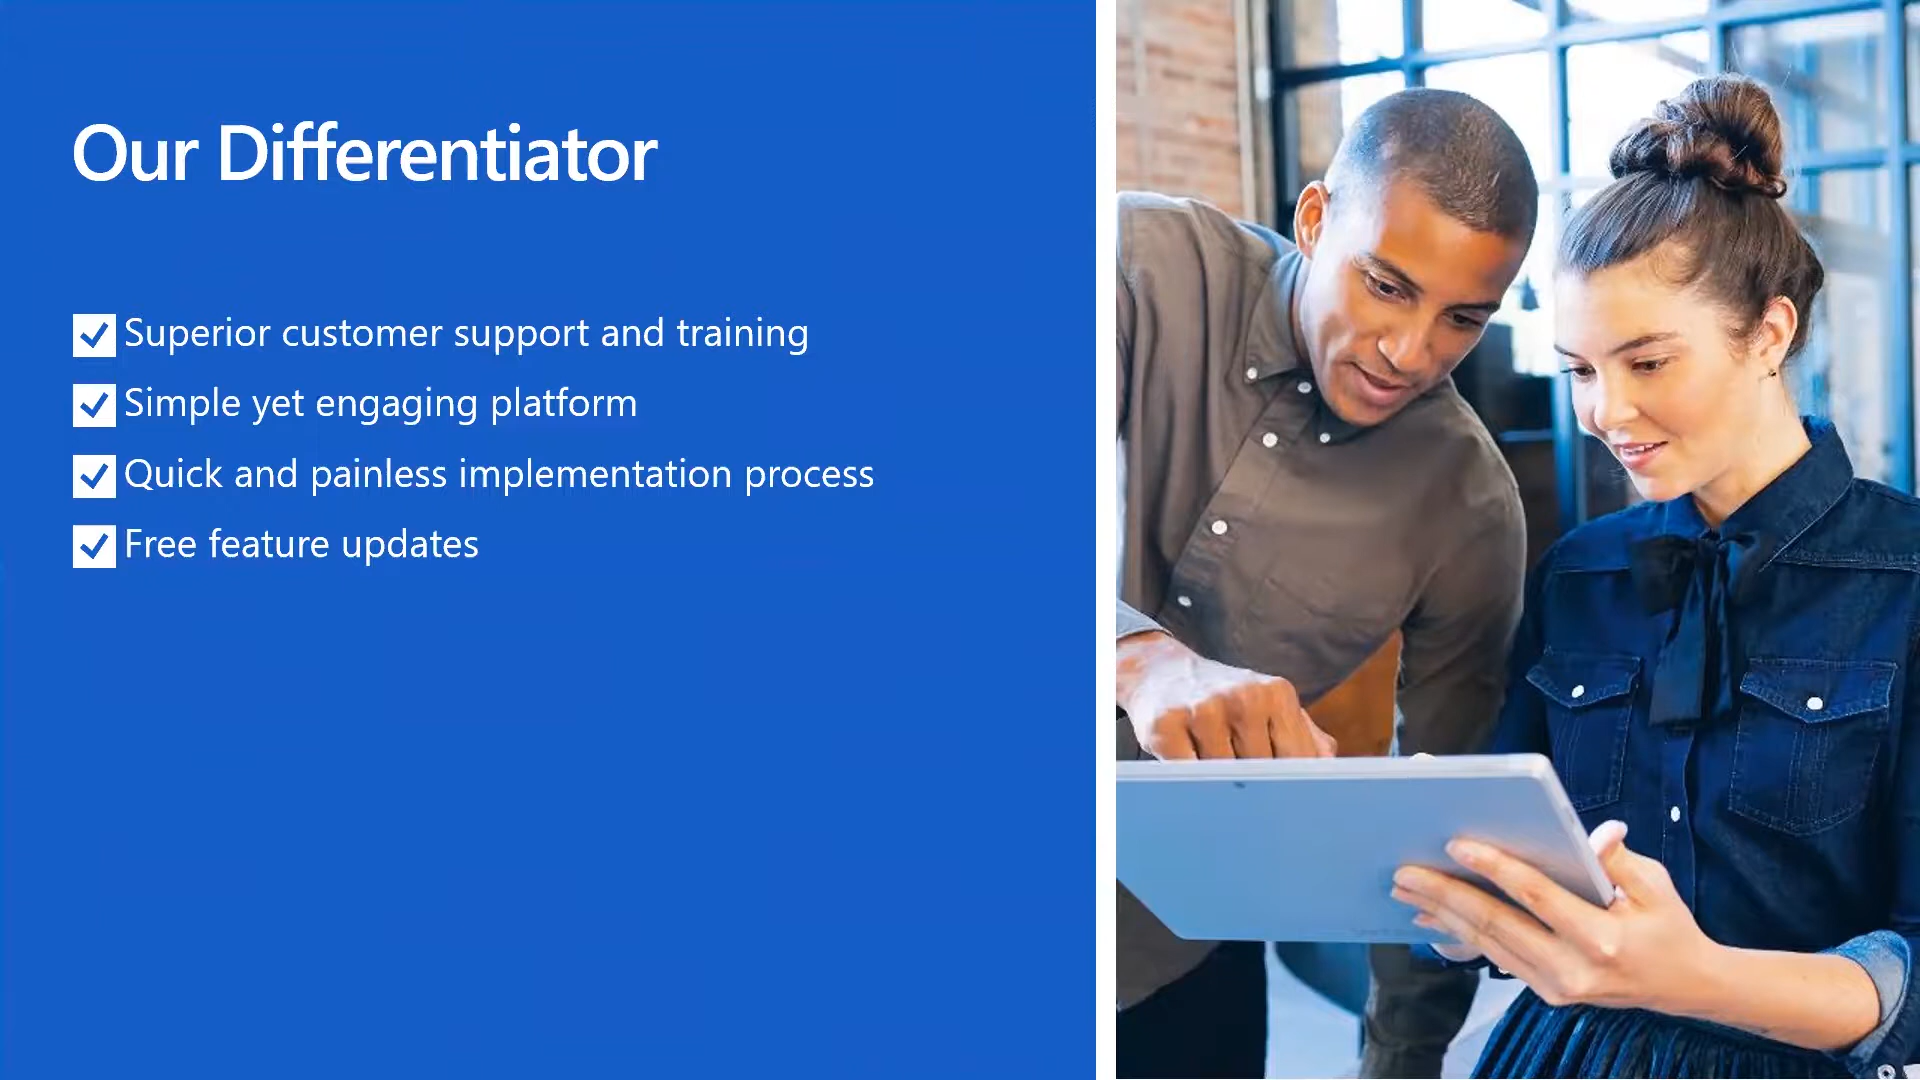 Our Differentiator
Superior customer support and training
Simple yet engaging platform
Quick and painless implementation process
Free feature updates